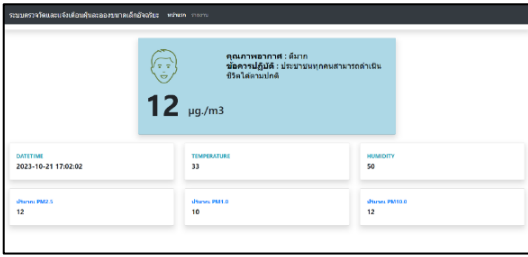 ระบบตรวจวัดและแจ้งเตือนฝุ่นละอองขนาดเล็กอัจฉริยะ หน้าแรก รายงาน
คุณภาพอากาศ : ดีมาก
ข้อควรปฏิบัติ : ประชาชนทุกคนสามารถดำเนิน
ชีวิตได้ตามปกติ
12 µg./m3
DATETIME
2023-10-21 17:02:02
TEMPERATURE
33
HUMIDITY
50
ปริมาณ PM2.5
12
ปริมาณ PM1.0
10
ปริมาณ PM10.0
12